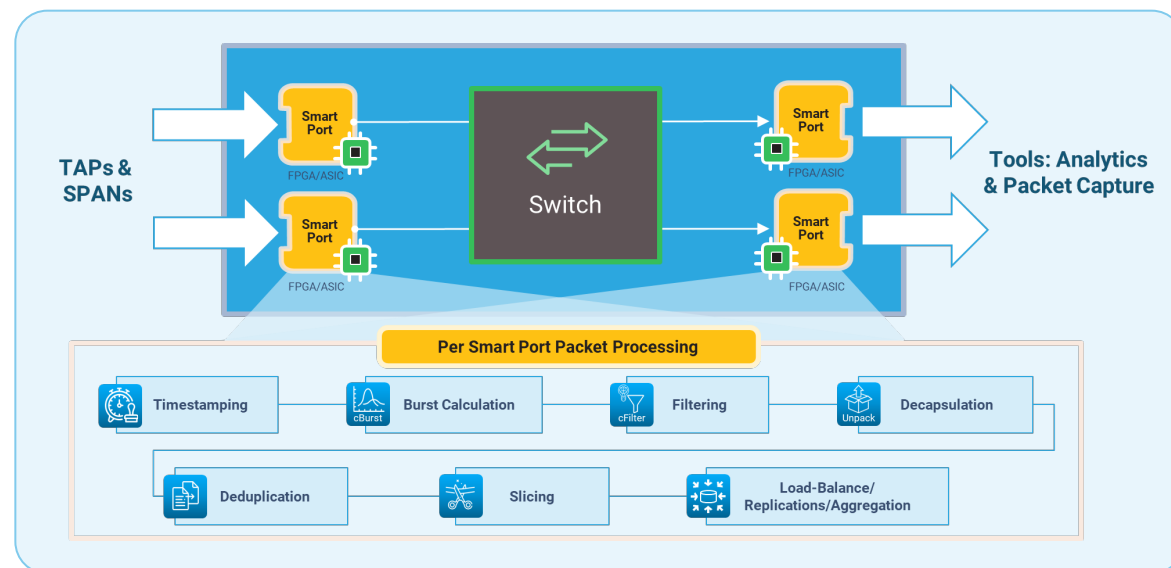 TAPs &
SPANs
Smart
Port
FPGA/ASIC
Smart
Port
FPGA/ASIC
Switch
Smart
Port
FPGA/ASIC
Smart
Port
FPGA/ASIC
Tools: Analytics
& Packet Capture
Per Smart Port Packet Processing
Timestamping
cBurst
Burst Calculation
cFilter
Filtering
Unpack
Decapsulation
Deduplication
Slicing
Load-Balance/
Replications/Aggregation